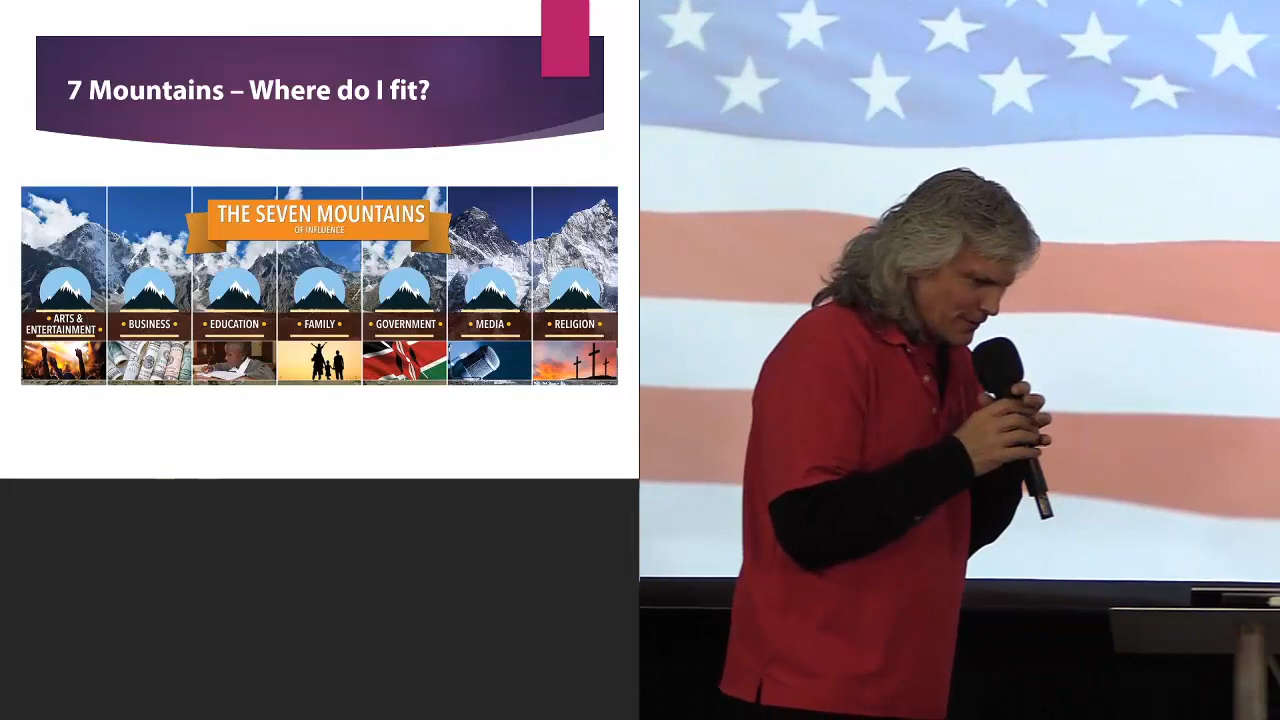 7 Mountains – Where do I fit?
THE SEVEN MOUNTAINS
OF INFLUENCE
• ARTS &
ENTERTAINMENT •
• BUSINESS •
• EDUCATION •
• FAMILY •
• GOVERNMENT •
• MEDIA •
• RELIGION •